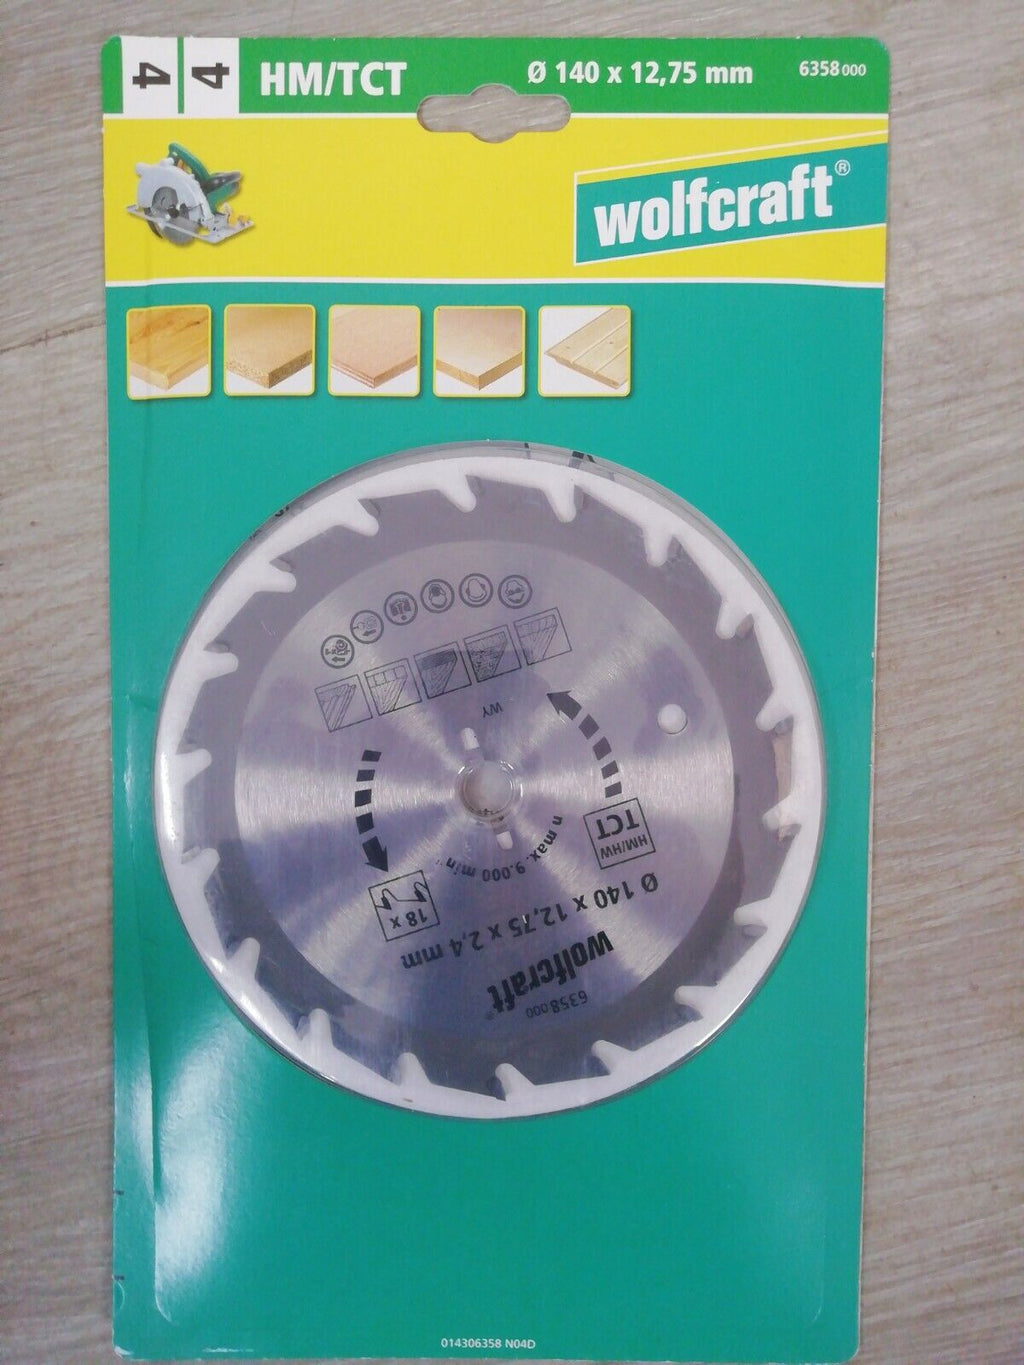 4 4 HM/TCT Ø 140 x 12,75 mm 6358 000
wolfcraft®
WY
HM/HW
TCT
n max. 9.000 min⁻¹
18 x
Ø 140 x 12,75 x 2,4 mm
wolfcraft®
6358 000
014306358 N04D